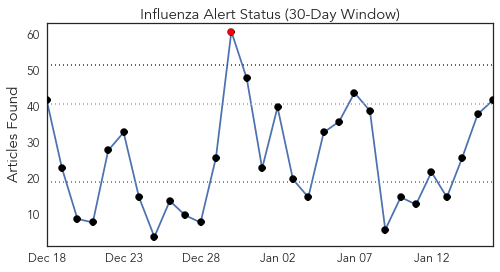 Influenza Alert Status (30-Day Window)
60
50
40
30
20
10
Articles Found
Dec 18 Dec 23 Dec 28 Jan 02 Jan 07 Jan 12